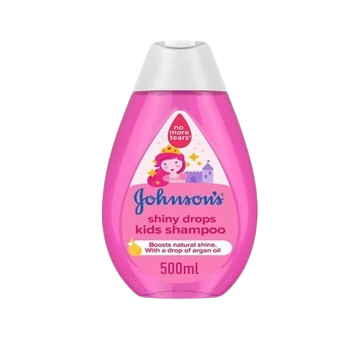 no
more
tears®
Johnson's
shiny drops
kids shampoo
Boosts natural shine.
With a drop of argan oil
500ml